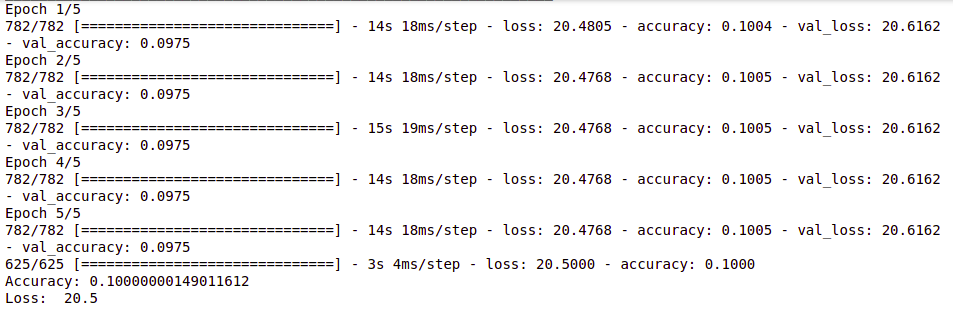 Epoch 1/5
782/782 [==============================] - 14s 18ms/step - loss: 20.4805 - accuracy: 0.1004 - val_loss: 20.6162
- val_accuracy: 0.0975
Epoch 2/5
782/782 [==============================] - 14s 18ms/step - loss: 20.4768 - accuracy: 0.1005 - val_loss: 20.6162
- val_accuracy: 0.0975
Epoch 3/5
782/782 [==============================] - 15s 19ms/step - loss: 20.4768 - accuracy: 0.1005 - val_loss: 20.6162
- val_accuracy: 0.0975
Epoch 4/5
782/782 [==============================] - 14s 18ms/step - loss: 20.4768 - accuracy: 0.1005 - val_loss: 20.6162
- val_accuracy: 0.0975
Epoch 5/5
782/782 [==============================] - 14s 18ms/step - loss: 20.4768 - accuracy: 0.1005 - val_loss: 20.6162
- val_accuracy: 0.0975
625/625 [==============================] - 3s 4ms/step - loss: 20.5000 - accuracy: 0.1000
Accuracy: 0.10000000149011612
Loss:  20.5